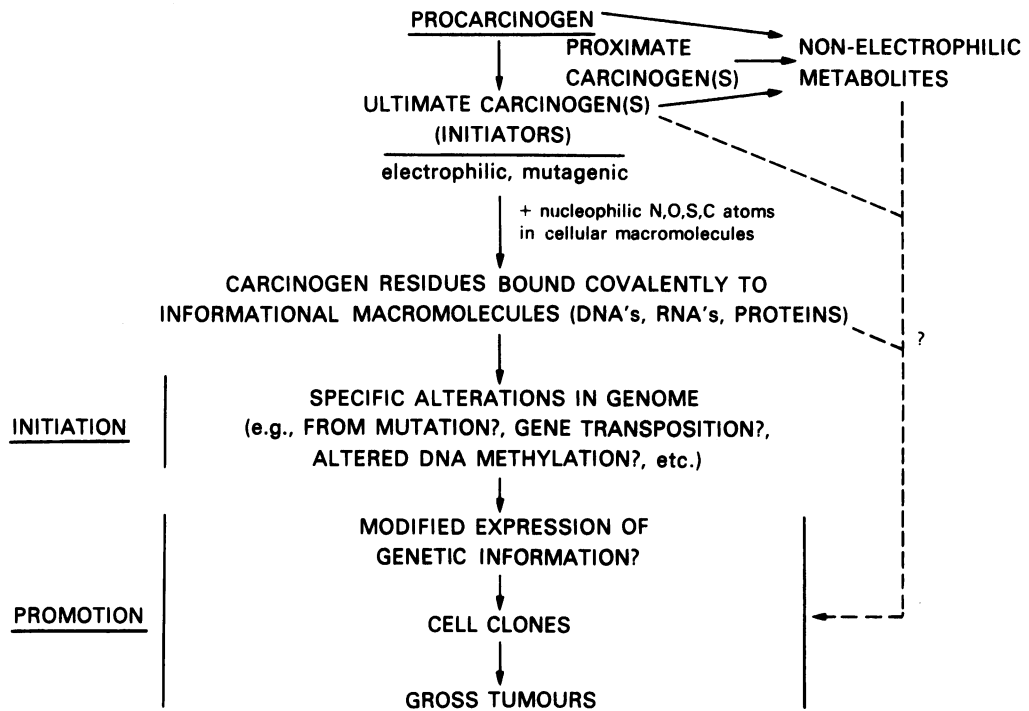 PROCARCINOGEN
PROXIMATE
CARCINOGEN(S)
NON-ELECTROPHILIC
METABOLITES
ULTIMATE CARCINOGEN(S)
(INITIATORS)
electrophilic, mutagenic
+ nucleophilic N,O,S,C atoms
in cellular macromolecules
CARCINOGEN RESIDUES BOUND COVALENTLY TO
INFORMATIONAL MACROMOLECULES (DNA's, RNA's, PROTEINS)
?
INITIATION
SPECIFIC ALTERATIONS IN GENOME
(e.g., FROM MUTATION?, GENE TRANSPOSITION?,
ALTERED DNA METHYLATION?, etc.)
MODIFIED EXPRESSION OF
GENETIC INFORMATION?
PROMOTION
CELL CLONES
GROSS TUMOURS